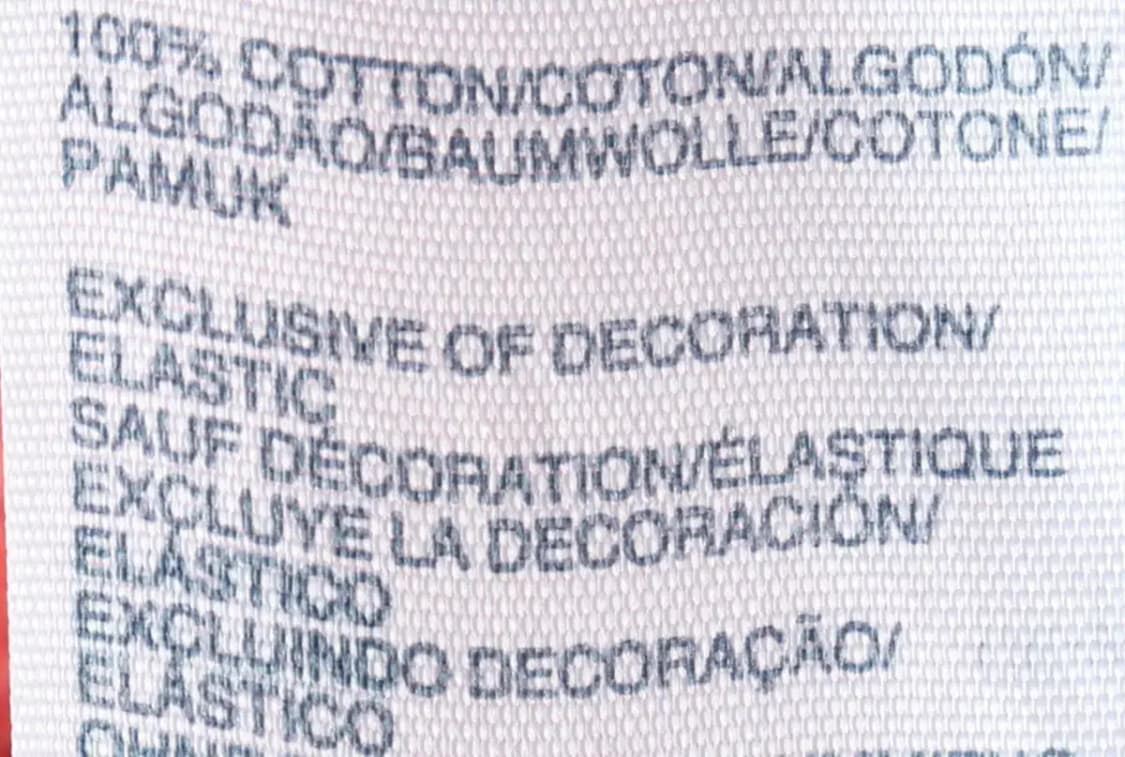 100% COTTON/COTON/ALGODÓN/
ALGODÃO/BAUMWOLLE/COTONE/
PAMUK
EXCLUSIVE OF DECORATION/
ELASTIC
SAUF DÉCORATION/ÉLASTIQUE
EXCLUYE LA DECORACIÓN/
ELÁSTICO
EXCLUINDO DECORAÇÃO/
ELÁSTICO